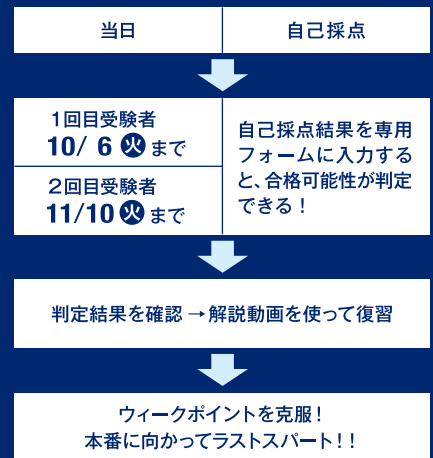 当日
自己採点
1回目受験者
10/ 6 火 まで
2回目受験者
11/10 火 まで
自己採点結果を専用
フォームに入力する
と、合格可能性が判定
できる！
判定結果を確認 → 解説動画を使って復習
ウィークポイントを克服！
本番に向かってラストスパート！！